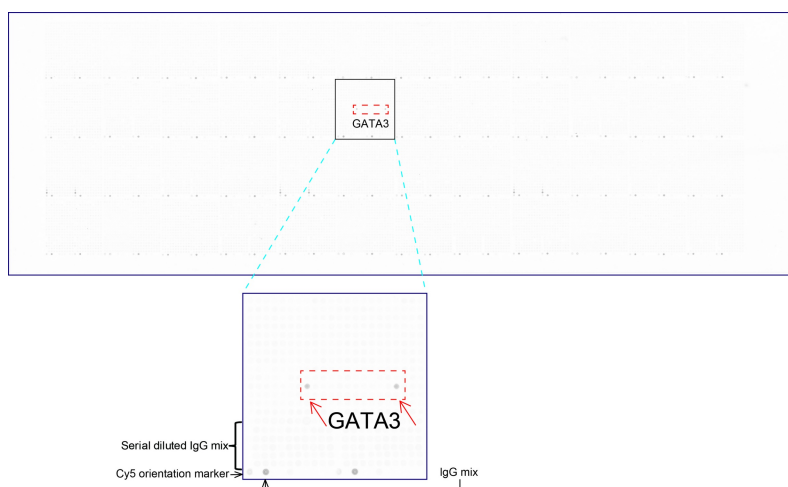 GATA3
GATA3
Serial diluted IgG mix
Cy5 orientation marker
IgG mix